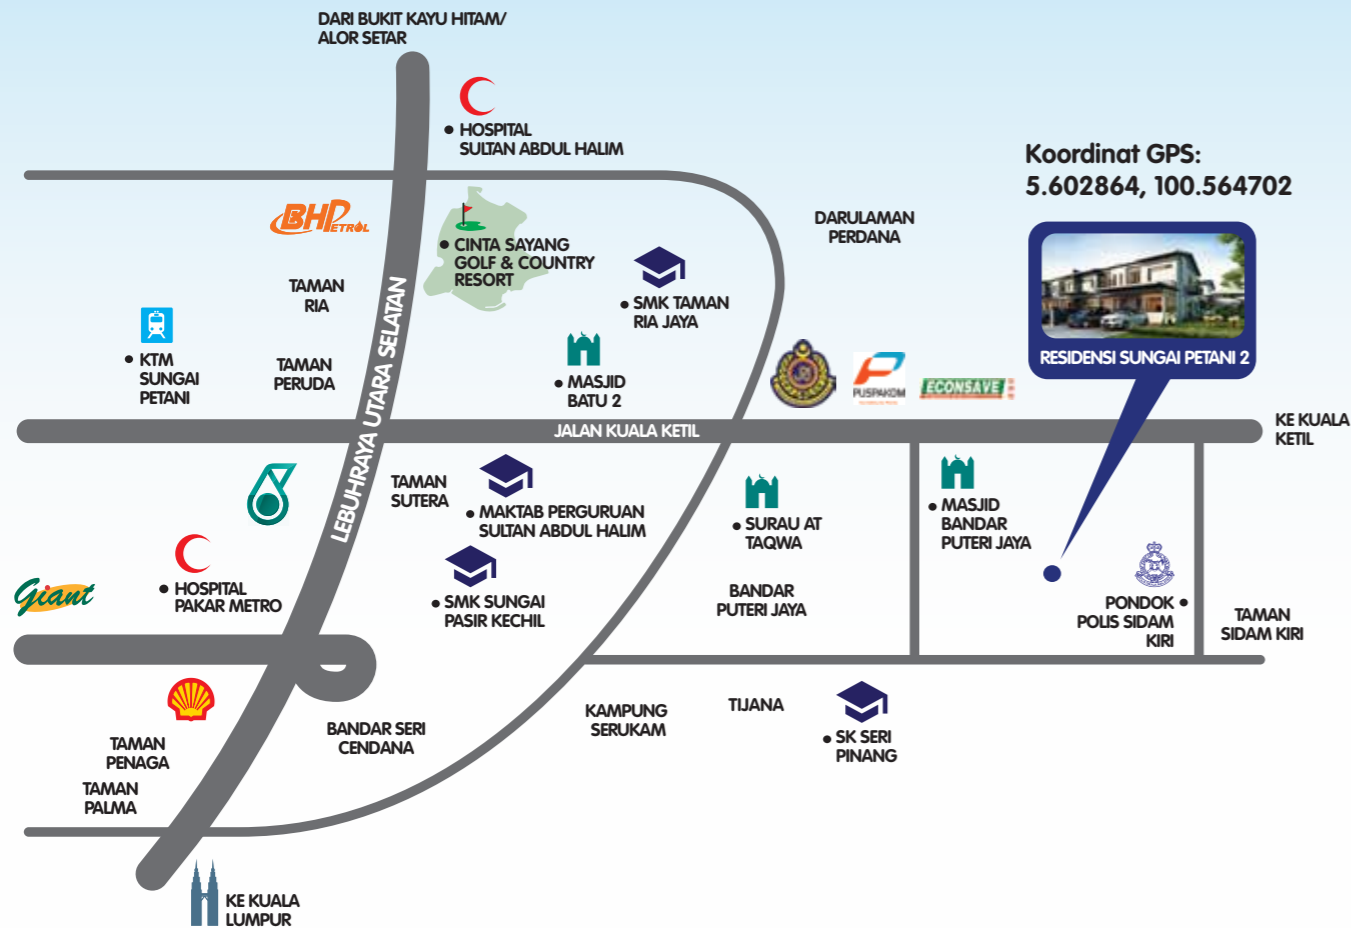 DARI BUKIT KAYU HITAM/
ALOR SETAR
HOSPITAL
SULTAN ABDUL HALIM
Koordinat GPS:
5.602864, 100.564702
BHPETROL
DARULAMAN
PERDANA
CINTA SAYANG
GOLF & COUNTRY
RESORT
TAMAN
RIA
SMK TAMAN
RIA JAYA
LEBUHRAYA UTARA SELATAN
KTM
SUNGAI
PETANI
TAMAN
PERUDA
MASJID
BATU 2
PUSPAKOM
ECONSAVE
RESIDENSI SUNGAI PETANI 2
JALAN KUALA KETIL
KE KUALA
KETIL
TAMAN
SUTERA
MAKTAB PERGURUAN
SULTAN ABDUL HALIM
SURAU AT
TAQWA
MASJID
BANDAR
PUTERI JAYA
Giant
HOSPITAL
PAKAR METRO
SMK SUNGAI
PASIR KECHIL
BANDAR
PUTERI JAYA
PONDOK
POLIS SIDAM
KIRI
TAMAN
SIDAM KIRI
TAMAN
PENAGA
TAMAN
PALMA
BANDAR SERI
CENDANA
KAMPUNG
SERUKAM
TIJANA
SK SERI
PINANG
KE KUALA
LUMPUR